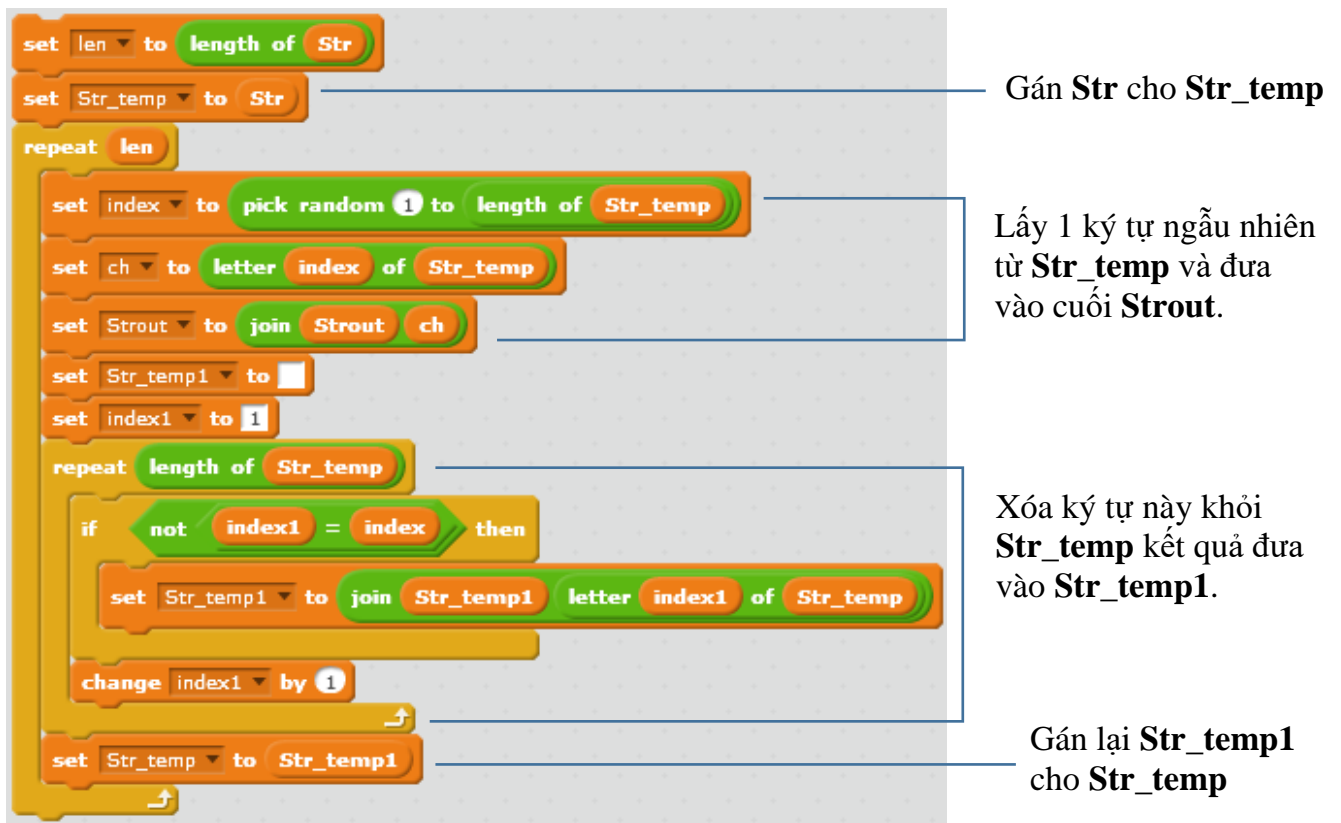 set len to length of Str
set Str_temp to Str
Gán Str cho Str_temp
repeat len
set index to pick random 1 to length of Str_temp
set ch to letter index of Str_temp
set Strout to join Strout ch
Lấy 1 ký tự ngẫu nhiên
từ Str_temp và đưa
vào cuối Strout.
set Str_temp1 to
set index1 to 1
repeat length of Str_temp
if not index1 = index then
set Str_temp1 to join Str_temp1 letter index1 of Str_temp
change index1 by 1
Xóa ký tự này khỏi
Str_temp kết quả đưa
vào Str_temp1.
set Str_temp to Str_temp1
Gán lại Str_temp1
cho Str_temp